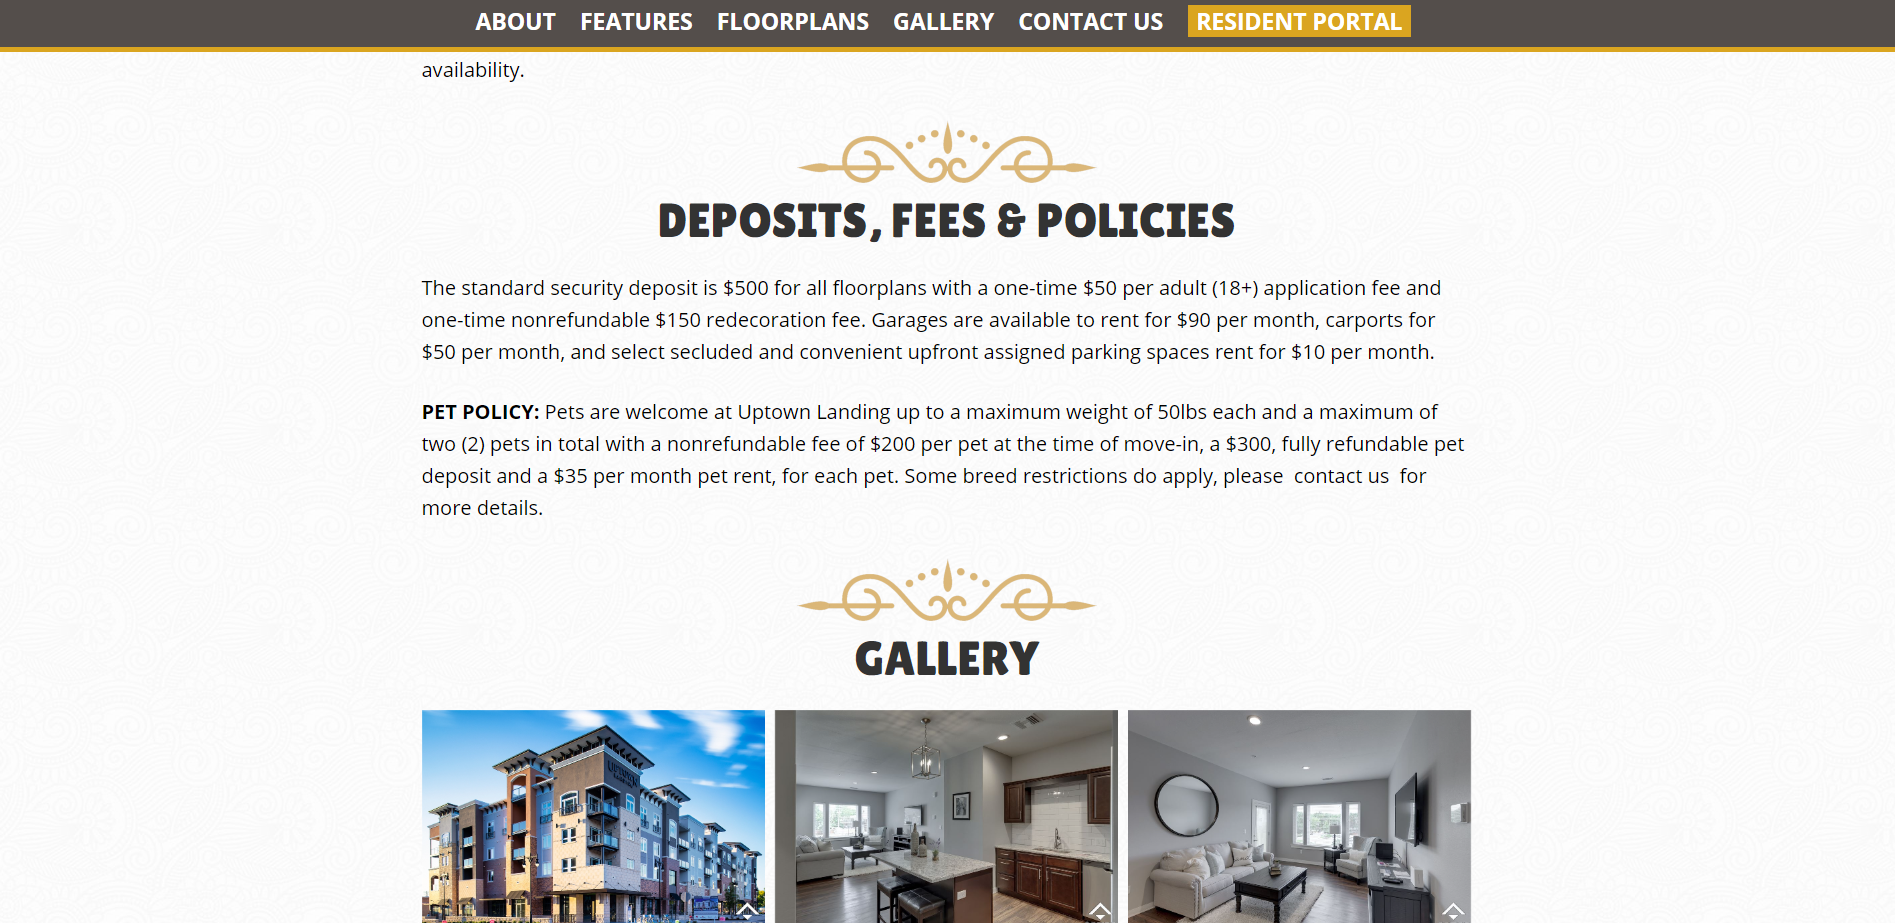 ABOUT FEATURES FLOORPLANS GALLERY CONTACT US RESIDENT PORTAL
availability.
DEPOSITS, FEES & POLICIES
The standard security deposit is $500 for all floorplans with a one-time $50 per adult (18+) application fee and
one-time nonrefundable $150 redecoration fee. Garages are available to rent for $90 per month, carports for
$50 per month, and select secluded and convenient upfront assigned parking spaces rent for $10 per month.
PET POLICY: Pets are welcome at Uptown Landing up to a maximum weight of 50lbs each and a maximum of
two (2) pets in total with a nonrefundable fee of $200 per pet at the time of move-in, a $300, fully refundable pet
deposit and a $35 per month pet rent, for each pet. Some breed restrictions do apply, please contact us for
more details.
GALLERY
UPTOWN